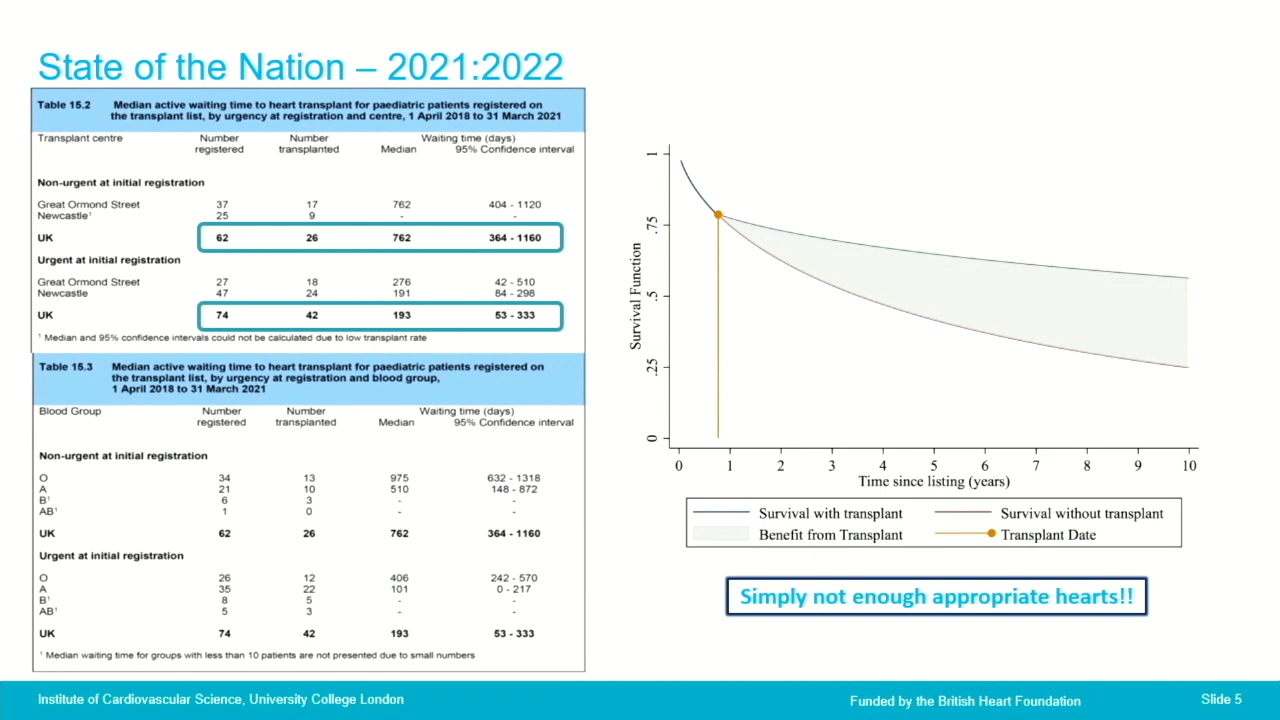 State of the Nation – 2021:2022
Table 15.2 Median active waiting time to heart transplant for paediatric patients registered on
the transplant list, by urgency at registration and centre, 1 April 2018 to 31 March 2021
Transplant centre Number Number Waiting time (days)
registered transplanted Median 95% Confidence interval
Non-urgent at initial registration
Great Ormond Street 37 17 762 404 - 1120
Newcastle¹ 25 9 - -
UK 62 26 762 364 - 1160
Urgent at initial registration
Great Ormond Street 27 18 276 42 - 510
Newcastle 47 24 191 84 - 298
UK 74 42 193 53 - 333
¹ Median and 95% confidence intervals could not be calculated due to low transplant rate
Table 15.3 Median active waiting time to heart transplant for paediatric patients registered on
the transplant list, by urgency at registration and blood group,
1 April 2018 to 31 March 2021
Blood Group Number Number Waiting time (days)
registered transplanted Median 95% Confidence interval
Non-urgent at initial registration
O 34 13 975 632 - 1318
A 21 10 510 148 - 872
B¹ 6 3 - -
AB¹ 1 0 - -
UK 62 26 762 364 - 1160
Urgent at initial registration
O 26 12 406 242 - 570
A 35 22 101 0 - 217
B¹ 8 5 - -
AB¹ 5 3 - -
UK 74 42 193 53 - 333
¹ Median waiting time for groups with less than 10 patients are not presented due to small numbers
Survival Function
1
.75
.5
.25
0
0 1 2 3 4 5 6 7 8 9 10
Time since listing (years)
Survival with transplant Survival without transplant
Benefit from Transplant Transplant Date
Simply not enough appropriate hearts!!
Institute of Cardiovascular Science, University College London Funded by the British Heart Foundation Slide 5